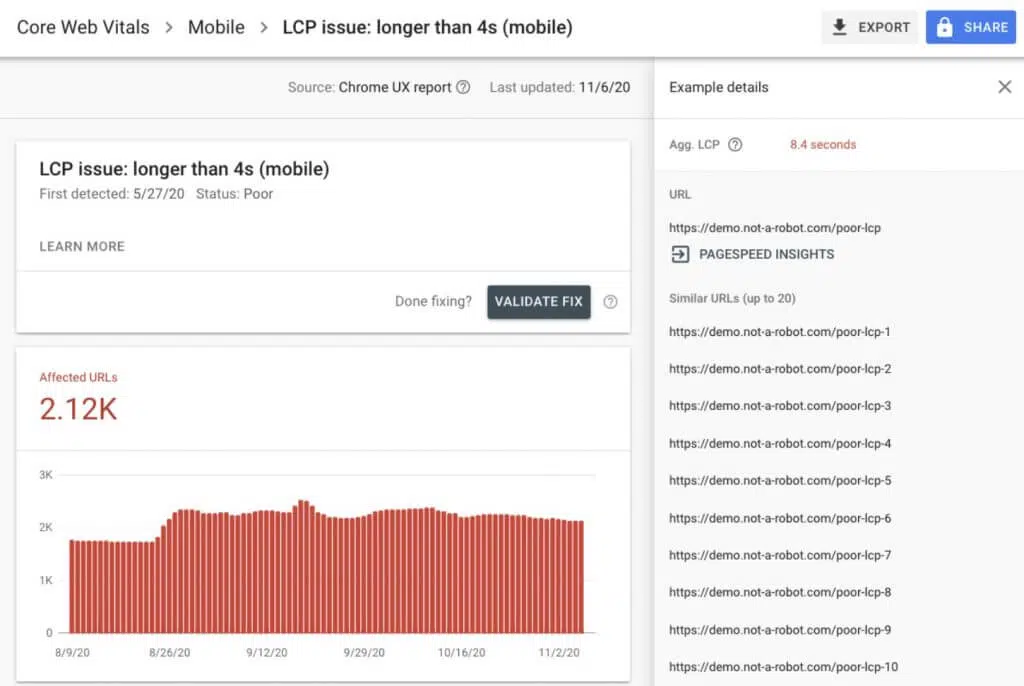 Core Web Vitals > Mobile > LCP issue: longer than 4s (mobile)
EXPORT
SHARE
Source: Chrome UX report
Last updated: 11/6/20
LCP issue: longer than 4s (mobile)
First detected: 5/27/20 Status: Poor
LEARN MORE
Done fixing? VALIDATE FIX
Affected URLs
2.12K
3K
2K
1K
0
8/9/20 8/26/20 9/12/20 9/29/20 10/16/20 11/2/20
Example details
Agg. LCP 8.4 seconds
URL
https://demo.not-a-robot.com/poor-lcp
PAGESPEED INSIGHTS
Similar URLs (up to 20)
https://demo.not-a-robot.com/poor-lcp-1
https://demo.not-a-robot.com/poor-lcp-2
https://demo.not-a-robot.com/poor-lcp-3
https://demo.not-a-robot.com/poor-lcp-4
https://demo.not-a-robot.com/poor-lcp-5
https://demo.not-a-robot.com/poor-lcp-6
https://demo.not-a-robot.com/poor-lcp-7
https://demo.not-a-robot.com/poor-lcp-8
https://demo.not-a-robot.com/poor-lcp-9
https://demo.not-a-robot.com/poor-lcp-10